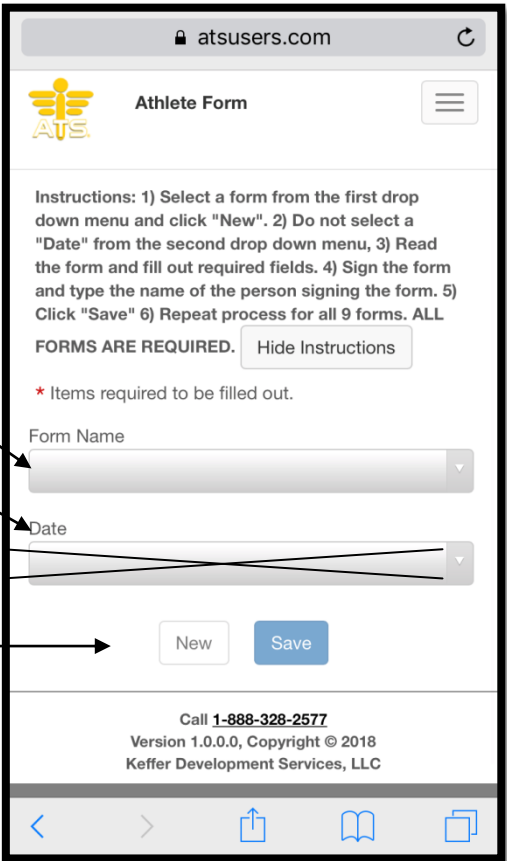 atsusers.com
ATS
Athlete Form
Instructions: 1) Select a form from the first drop
down menu and click "New". 2) Do not select a
"Date" from the second drop down menu, 3) Read
the form and fill out required fields. 4) Sign the form
and type the name of the person signing the form. 5)
Click "Save" 6) Repeat process for all 9 forms. ALL
FORMS ARE REQUIRED. Hide Instructions
* Items required to be filled out.
Form Name
Date
New Save
Call 1-888-328-2577
Version 1.0.0.0, Copyright © 2018
Keffer Development Services, LLC